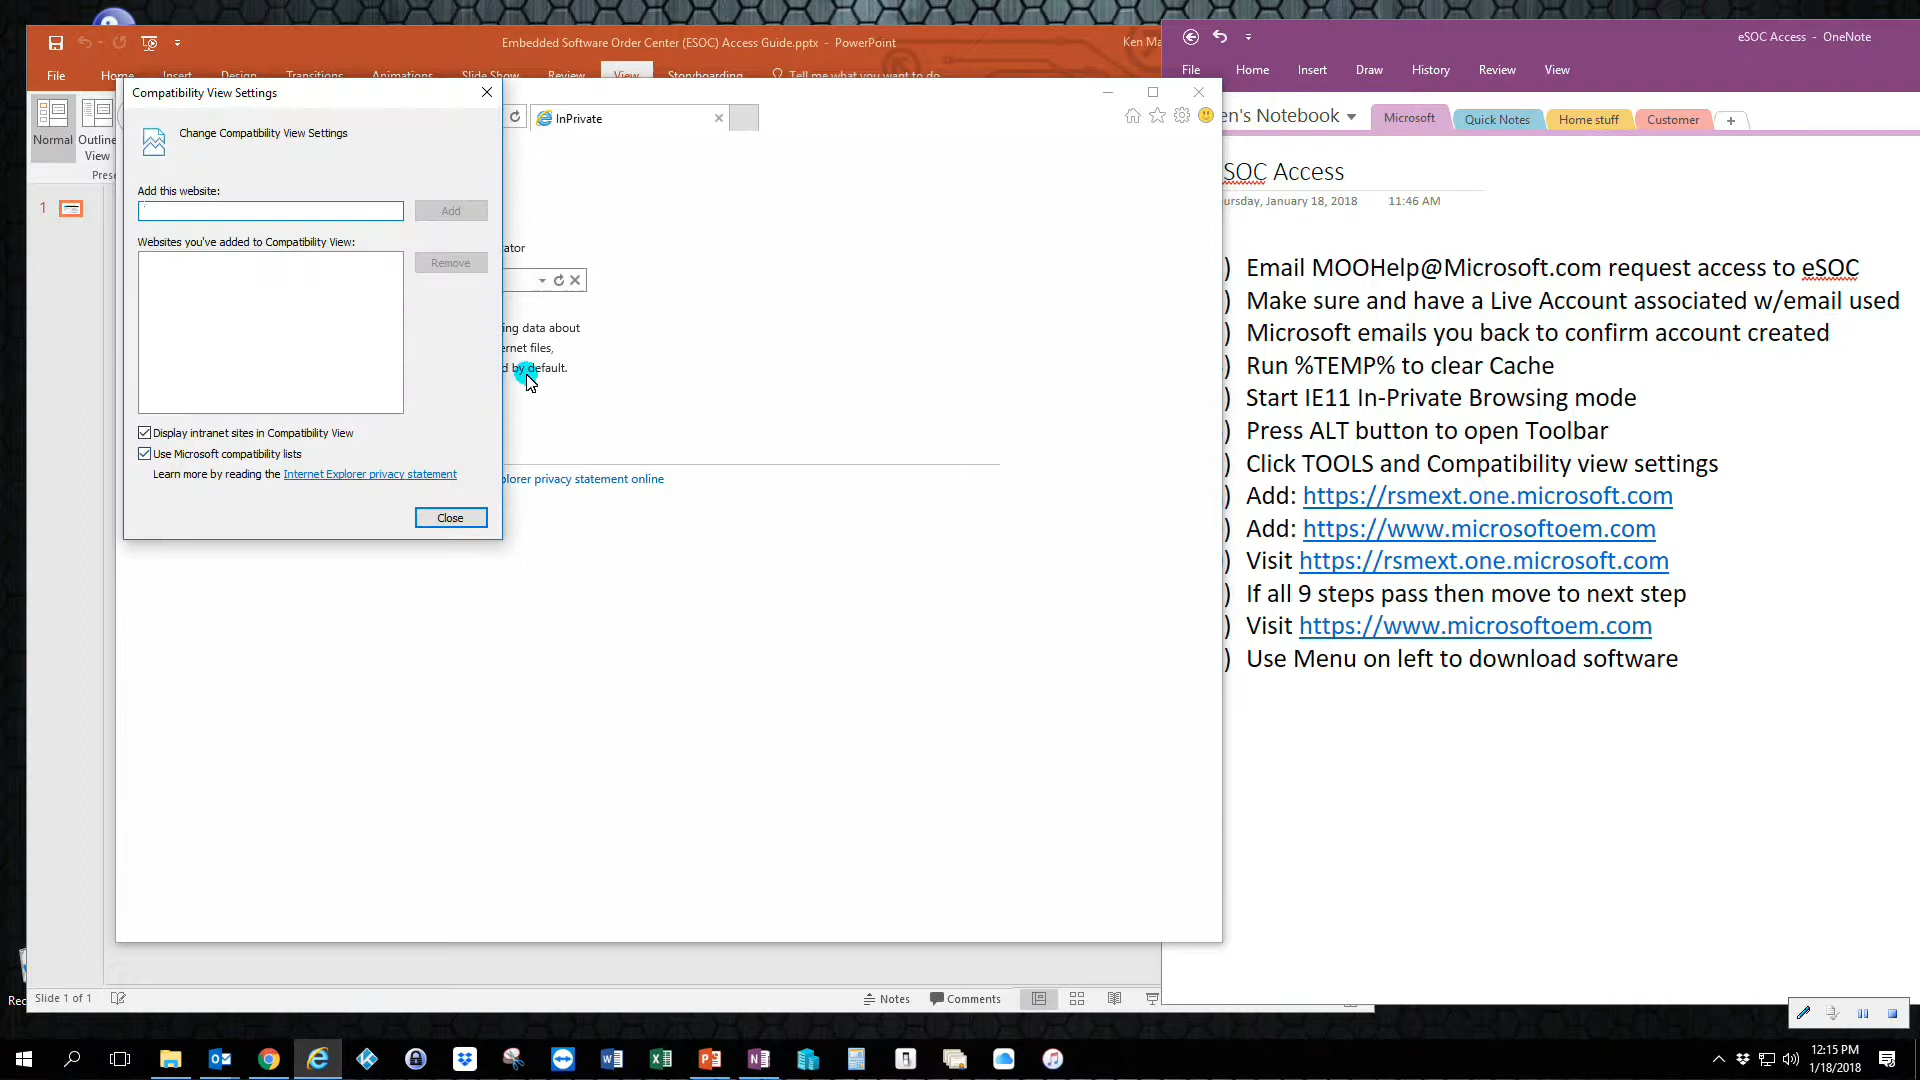 Embedded Software Order Center (ESOC) Access Guide.pptx - PowerPoint
Ken Ma
File Home Insert Design Transitions Animations Slide Show Review View Storyboarding Tell me what you want to do
Normal
Outline
View
Prese
1
Compatibility View Settings
Change Compatibility View Settings
Add this website:
Add
Websites you've added to Compatibility View:
Remove
Display intranet sites in Compatibility View
Use Microsoft compatibility lists
Learn more by reading the Internet Explorer privacy statement
Close
InPrivate
ator
ing data about
ernet files,
d by default.
plorer privacy statement online
eSOC Access - OneNote
File Home Insert Draw History Review View
en's Notebook Microsoft Quick Notes Home stuff Customer +
SOC Access
ursday, January 18, 2018 11:46 AM
) Email MOOHelp@Microsoft.com request access to eSOC
) Make sure and have a Live Account associated w/email used
) Microsoft emails you back to confirm account created
) Run %TEMP% to clear Cache
) Start IE11 In-Private Browsing mode
) Press ALT button to open Toolbar
) Click TOOLS and Compatibility view settings
) Add: https://rsmext.one.microsoft.com
) Add: https://www.microsoftoem.com
) Visit https://rsmext.one.microsoft.com
) If all 9 steps pass then move to next step
) Visit https://www.microsoftoem.com
) Use Menu on left to download software
Rec
Slide 1 of 1
Notes Comments
12:15 PM
1/18/2018